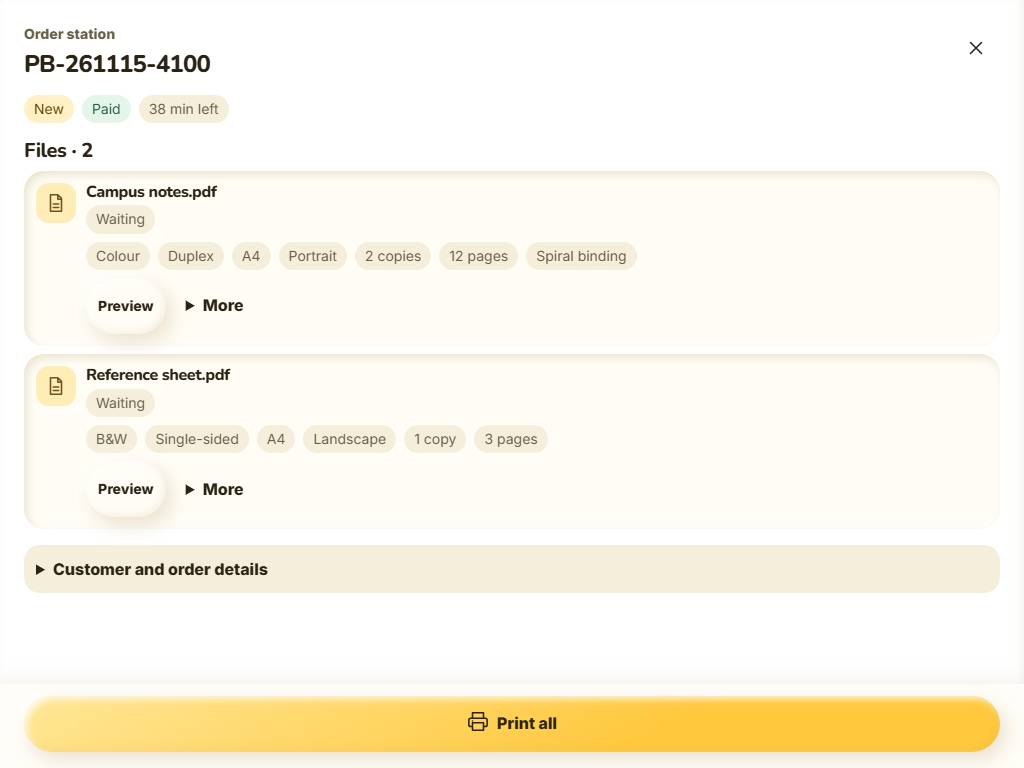 Order station
PB-261115-4100
New Paid 38 min left
Files · 2
Campus notes.pdf
Waiting
Colour Duplex A4 Portrait 2 copies 12 pages Spiral binding
Preview More
Reference sheet.pdf
Waiting
B&W Single-sided A4 Landscape 1 copy 3 pages
Preview More
Customer and order details
Print all